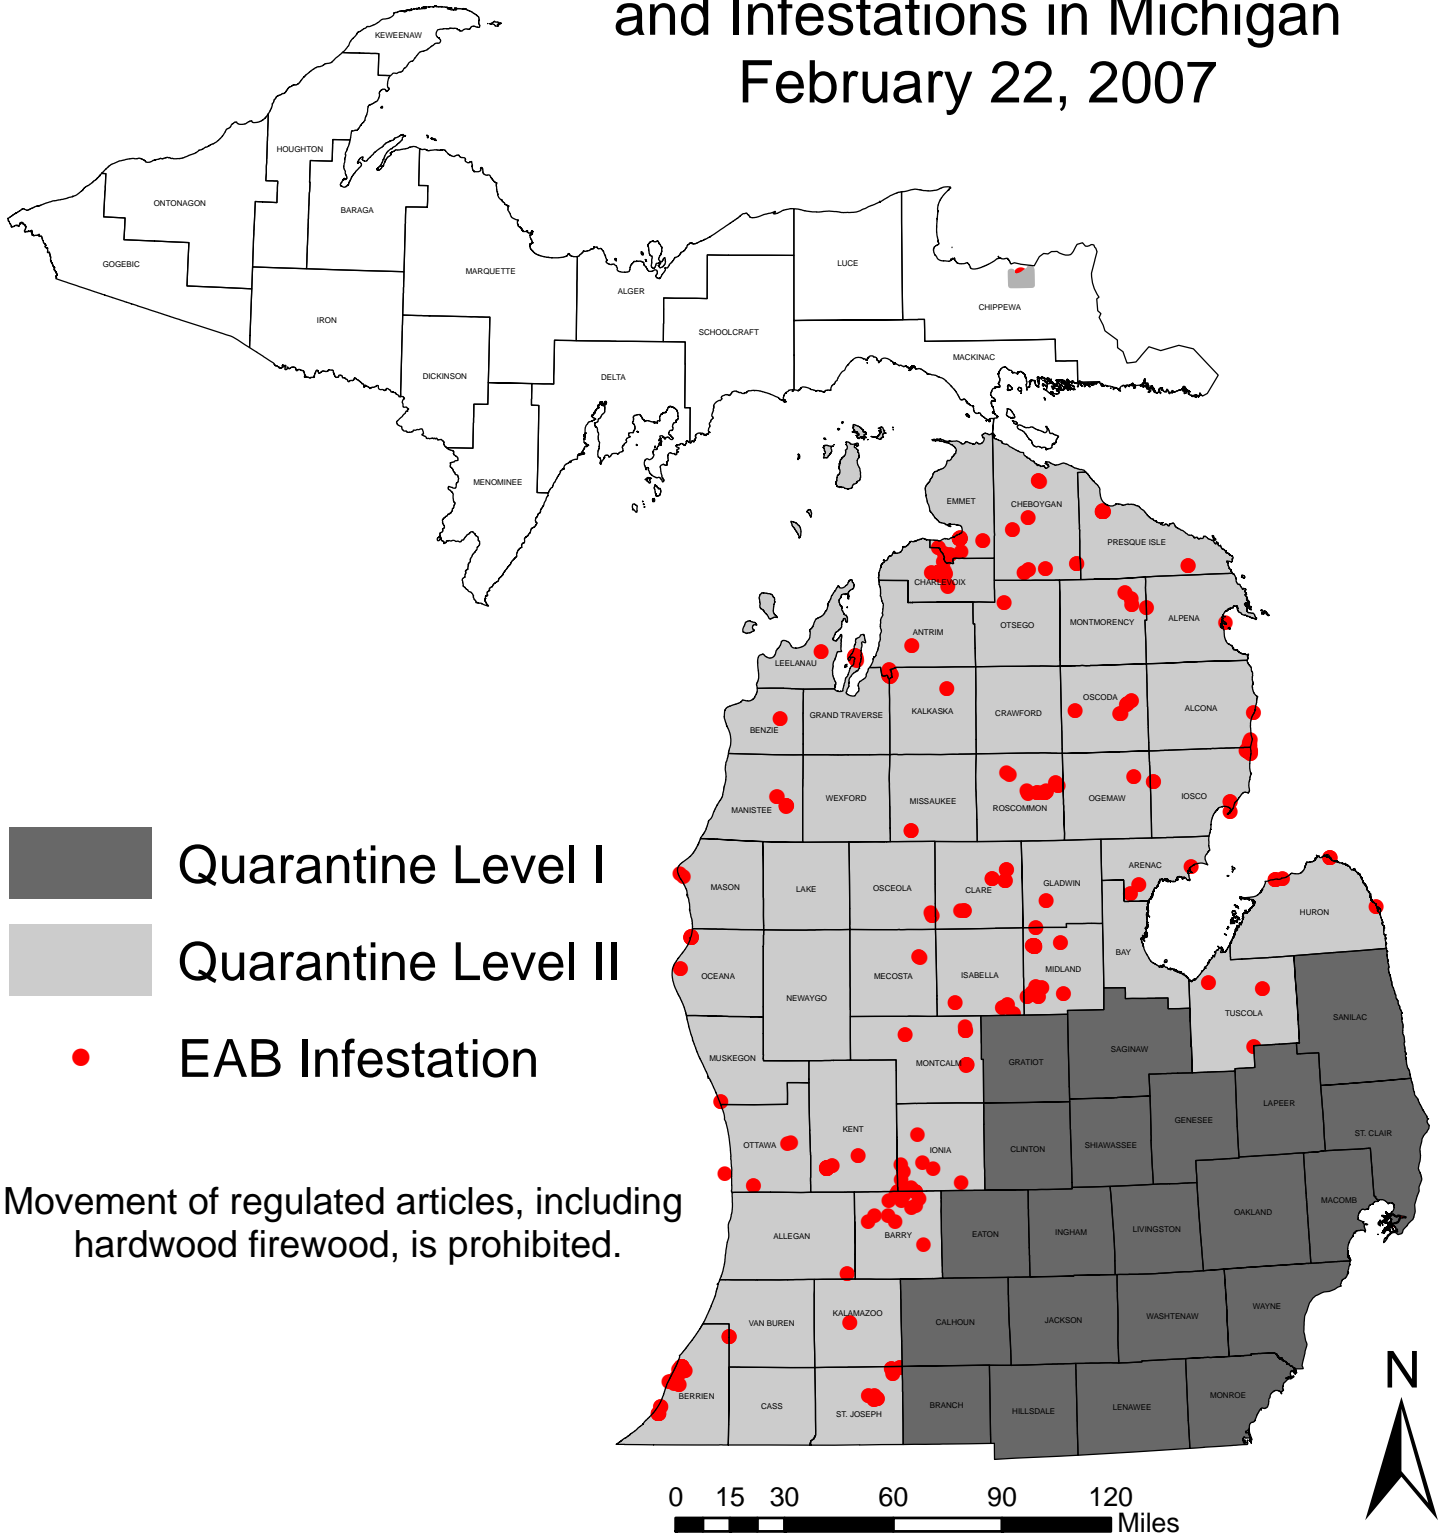 and Infestations in Michigan
February 22, 2007
KEWEENAW
HOUGHTON
ONTONAGON
BARAGA
GOGEBIC
MARQUETTE
LUCE
ALGER
CHIPPEWA
IRON
SCHOOLCRAFT
MACKINAC
DICKINSON
DELTA
MENOMINEE
EMMET
CHEBOYGAN
PRESQUE ISLE
CHARLEVOIX
ANTRIM
OTSEGO
MONTMORENCY
ALPENA
LEELANAU
BENZIE
GRAND TRAVERSE
KALKASKA
CRAWFORD
OSCODA
ALCONA
MANISTEE
WEXFORD
MISSAUKEE
ROSCOMMON
OGEMAW
IOSCO
Quarantine Level I
MASON
LAKE
OSCEOLA
CLARE
GLADWIN
ARENAC
HURON
Quarantine Level II
OCEANA
NEWAYGO
MECOSTA
ISABELLA
MIDLAND
BAY
TUSCOLA
SANILAC
EAB Infestation
MUSKEGON
MONTCALM
GRATIOT
SAGINAW
GENESEE
LAPEER
ST. CLAIR
OTTAWA
KENT
IONIA
CLINTON
SHIAWASSEE
Movement of regulated articles, including
hardwood firewood, is prohibited.
ALLEGAN
BARRY
EATON
INGHAM
LIVINGSTON
OAKLAND
MACOMB
VAN BUREN
KALAMAZOO
CALHOUN
JACKSON
WASHTENAW
WAYNE
BERRIEN
CASS
ST. JOSEPH
BRANCH
HILLSDALE
LENAWEE
MONROE
N
0 15 30 60 90 120
Miles